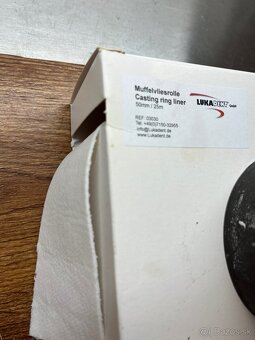 Muffelvliesrolle
Casting ring liner
50mm / 25m
LUKADENT GmbH
REF: 03030
Tel. +49(0)7150-32955
info@Lukadent.de
www.Lukadent.de